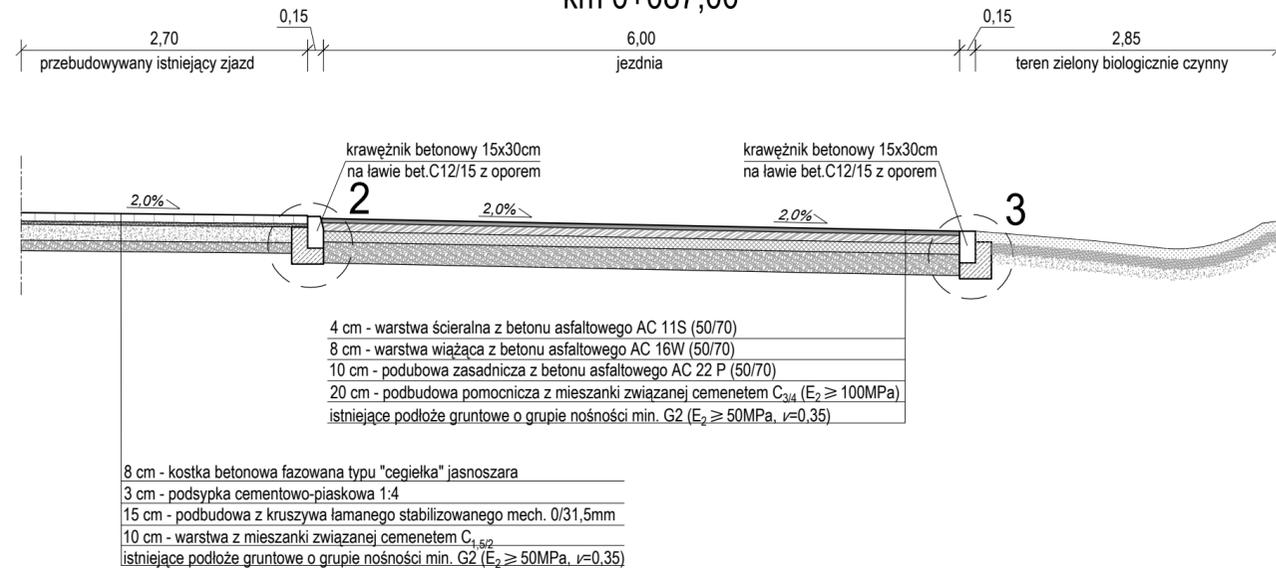 0,15
0,15
2,70
6,00
2,85
przebudowywany istniejący zjazd
jezdnia
teren zielony biologicznie czynny
krawężnik betonowy 15x30cm
na ławie bet.C12/15 z oporem
krawężnik betonowy 15x30cm
na ławie bet.C12/15 z oporem
2,0%
2
2,0%
2,0%
3
4 cm - warstwa ścieralna z betonu asfaltowego AC 11S (50/70)
8 cm - warstwa wiążąca z betonu asfaltowego AC 16W (50/70)
10 cm - podubowa zasadnicza z betonu asfaltowego AC 22 P (50/70)
20 cm - podbudowa pomocnicza z mieszanki związanej cemenetem C3/4 (E2 ≥ 100MPa)
istniejące podłoże gruntowe o grupie nośności min. G2 (E2 ≥ 50MPa, ν=0,35)
8 cm - kostka betonowa fazowana typu "cegiełka" jasnoszara
3 cm - podsypka cementowo-piaskowa 1:4
15 cm - podbudowa z kruszywa łamanego stabilizowanego mech. 0/31,5mm
10 cm - warstwa z mieszanki związanej cemenetem C1,5/2
istniejące podłoże gruntowe o grupie nośności min. G2 (E2 ≥ 50MPa, ν=0,35)